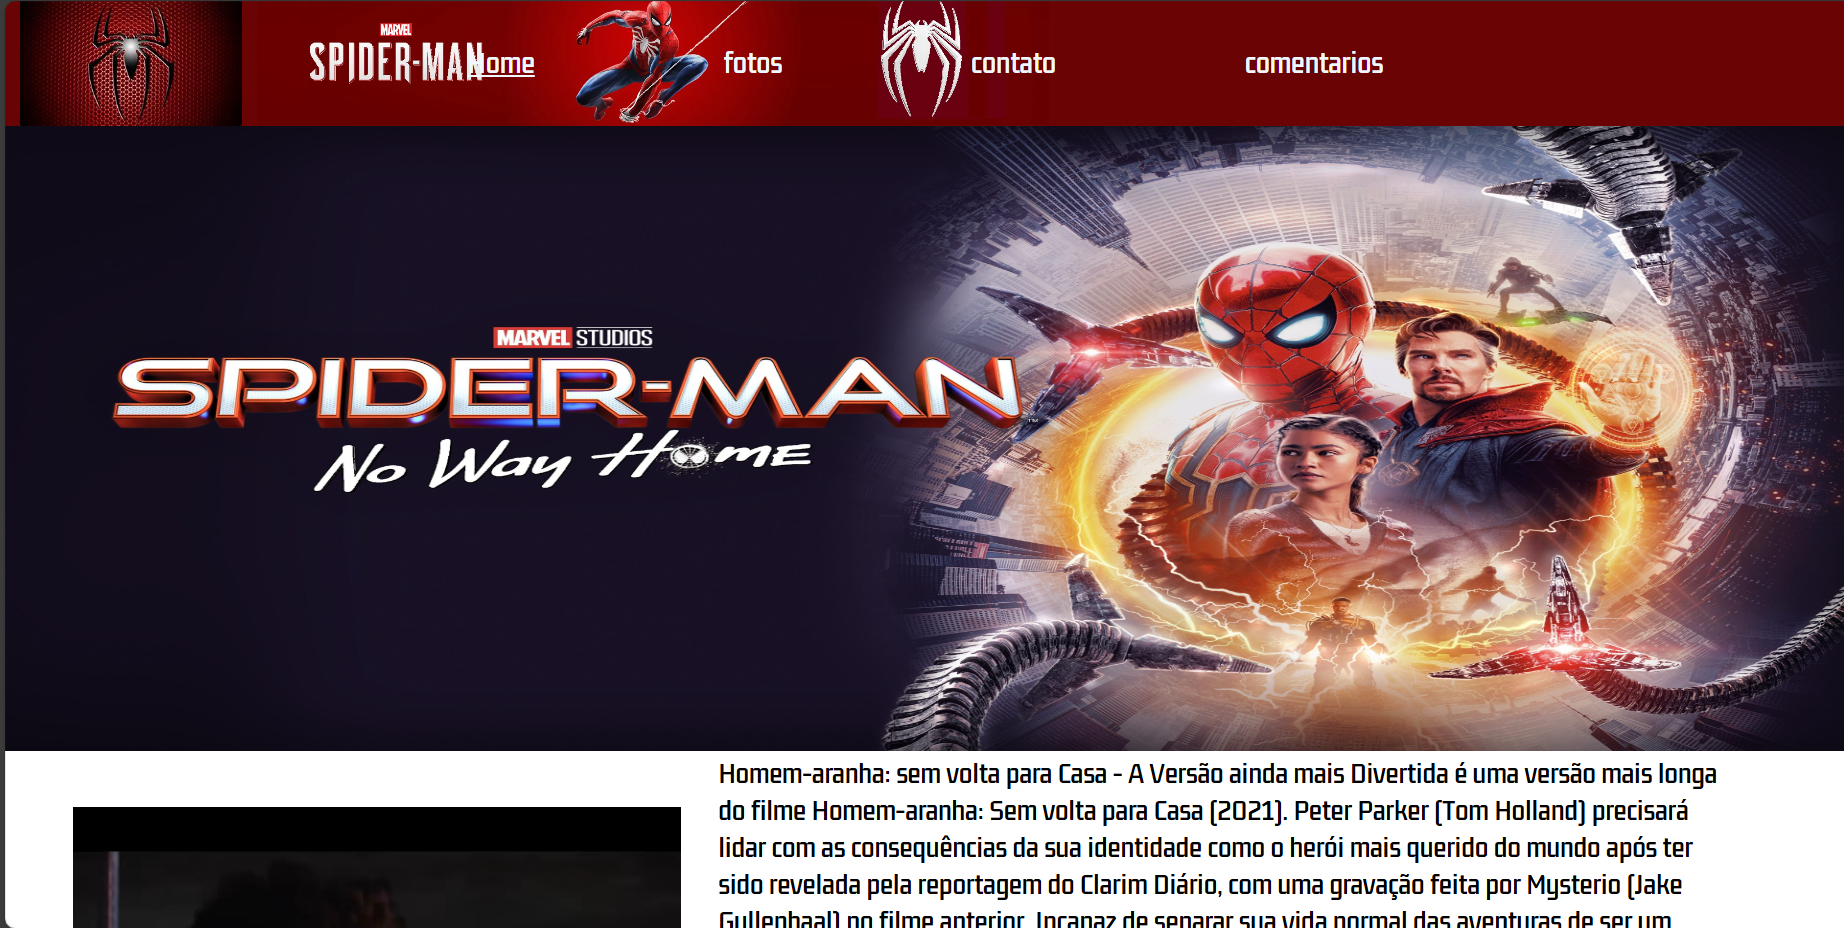 MARVEL
SPIDER-MAN
Home
fotos
contato
comentarios
MARVEL STUDIOS
SPIDER-MAN
TM
No Way Home
Homem-aranha: sem volta para Casa - A Versão ainda mais Divertida é uma versão mais longa
do filme Homem-aranha: Sem volta para Casa (2021). Peter Parker (Tom Holland) precisará
lidar com as consequências da sua identidade como o herói mais querido do mundo após ter
sido revelada pela reportagem do Clarim Diário, com uma gravação feita por Mysterio (Jake
Gyllenhaal) no filme anterior. Incapaz de separar sua vida normal das aventuras de ser um